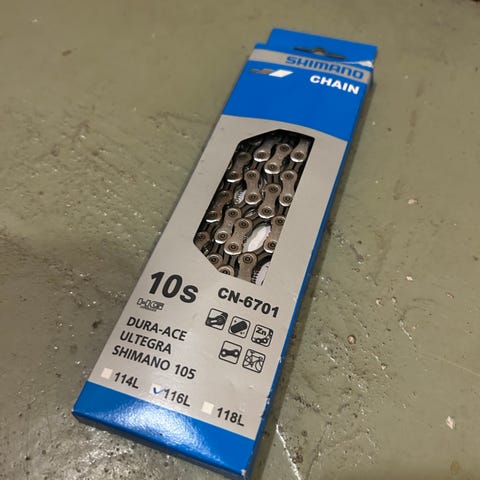 SHIMANO
CHAIN
10s CN-6701
HG
Zn
DURA-ACE
ULTEGRA
SHIMANO 105
114L 116L 118L